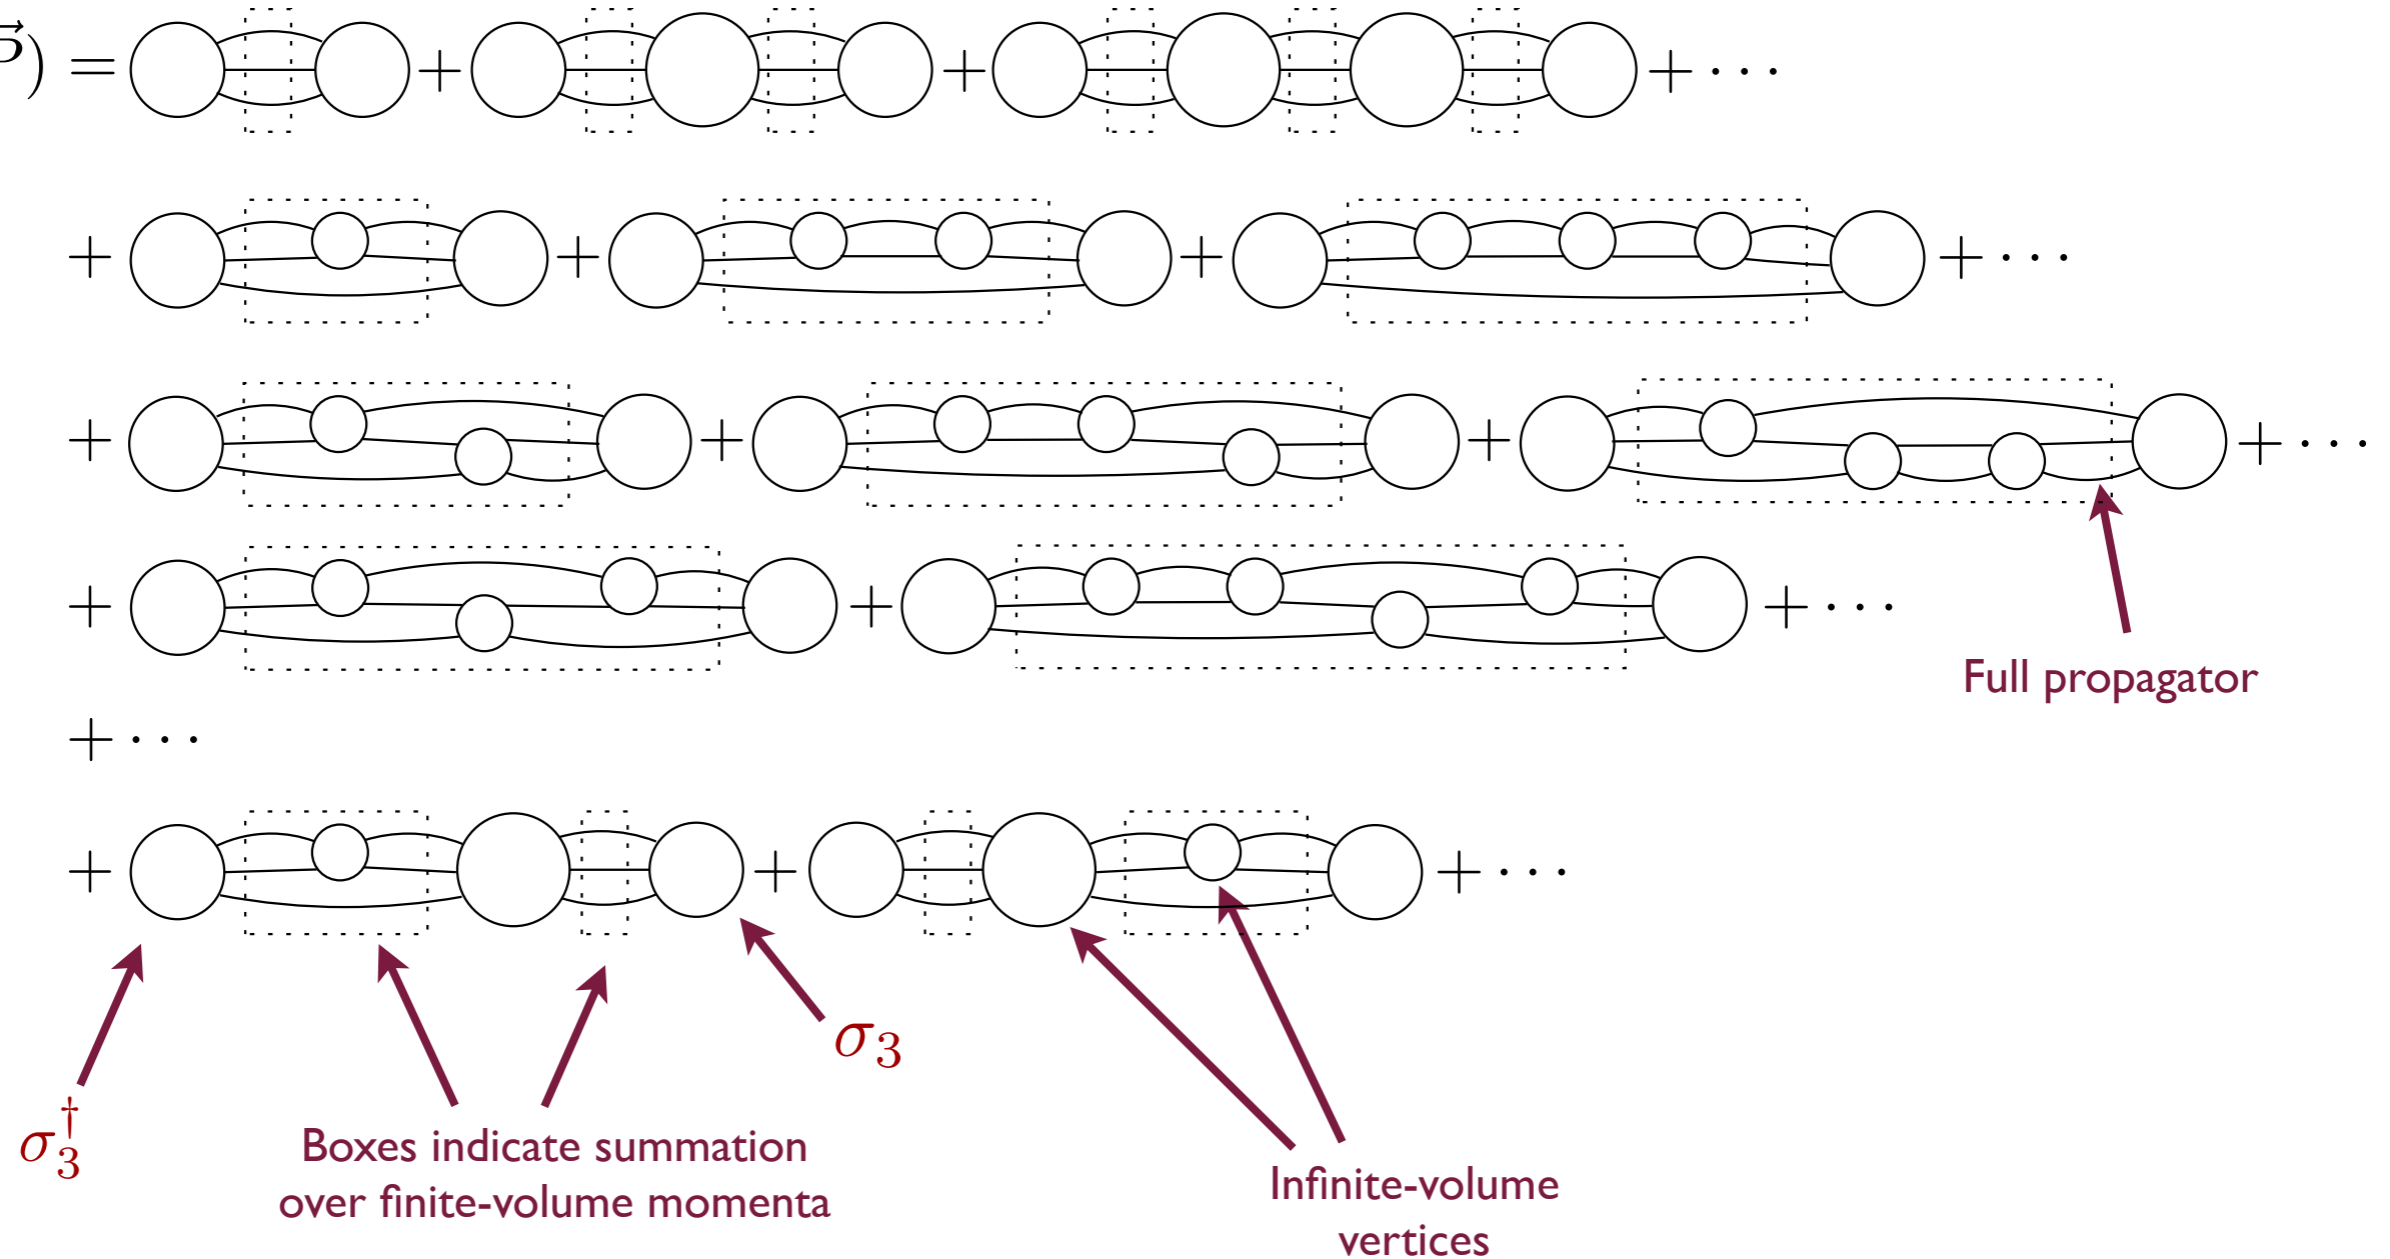 ) = + + + ⋯
+ + + + ⋯
+ + + + ⋯
+ + + ⋯
Full propagator
+ ⋯
+ + + ⋯
σ₃
σ₃†
Boxes indicate summation
over finite-volume momenta
Infinite-volume
vertices